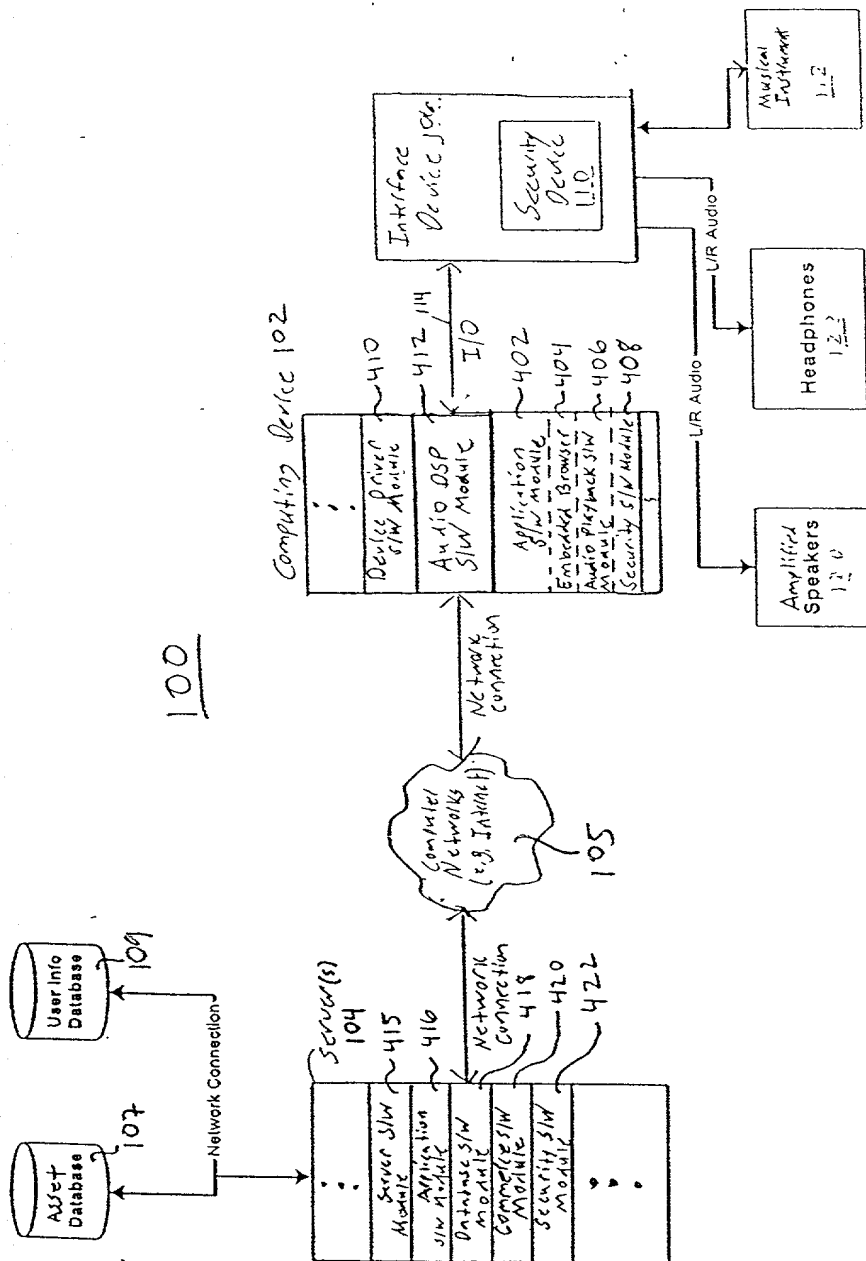 100
Asset
Database
107
User Info
Database
109
Network Connection
Server(s)
104
Server S/W
Module
415
Application
S/W Module
416
Database S/W
Module
418
Commerce S/W
Module
420
Security S/W
Module
422
Network
Connection
Computer
Networks
(e.g. Internet)
105
Network
Connection
Computing Device 102
Device Driver
S/W Module
410
Audio DSP
S/W Module
412
Application
S/W Module
402
Embedded Browser
404
Audio Playback S/W
Module
406
Security S/W Module
408
114
I/O
Interface
Device
Security
Device
110
L/R Audio
L/R Audio
Amplified
Speakers
120
Headphones
Musical
Instrument
112